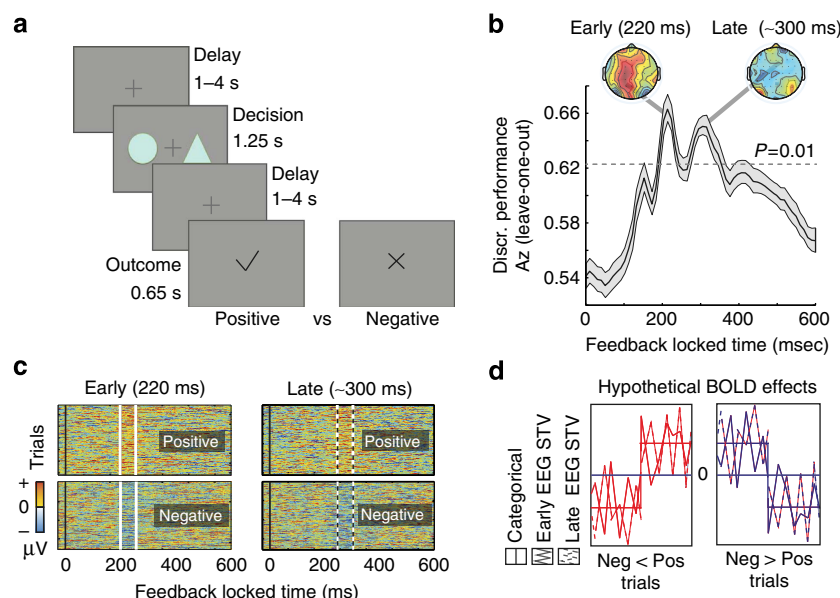 a
Delay
1–4 s
Decision
1.25 s
Delay
1–4 s
Outcome
0.65 s
Positive vs Negative
b
Early (220 ms) Late (~300 ms)
0.66
0.62
0.58
0.54
P=0.01
Discr. performance
Az (leave-one-out)
0 200 400 600
Feedback locked time (msec)
c
Early (220 ms) Late (~300 ms)
Trials
Positive Positive
Negative Negative
+
0
–
µV
0 200 400 600 0 200 400 600
Feedback locked time (ms)
d
Hypothetical BOLD effects
Categorical
Early EEG STV
Late EEG STV
0
Neg < Pos Neg > Pos
trials trials